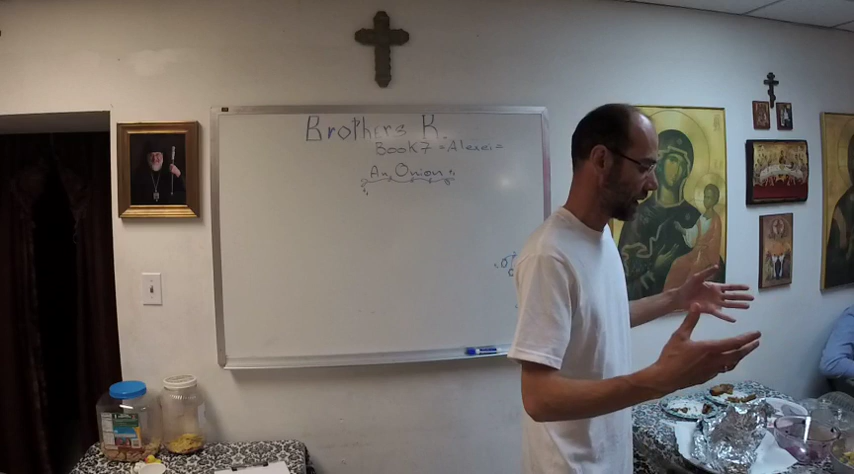 Brothers K.
Book 7 = Alexei =
An Onion